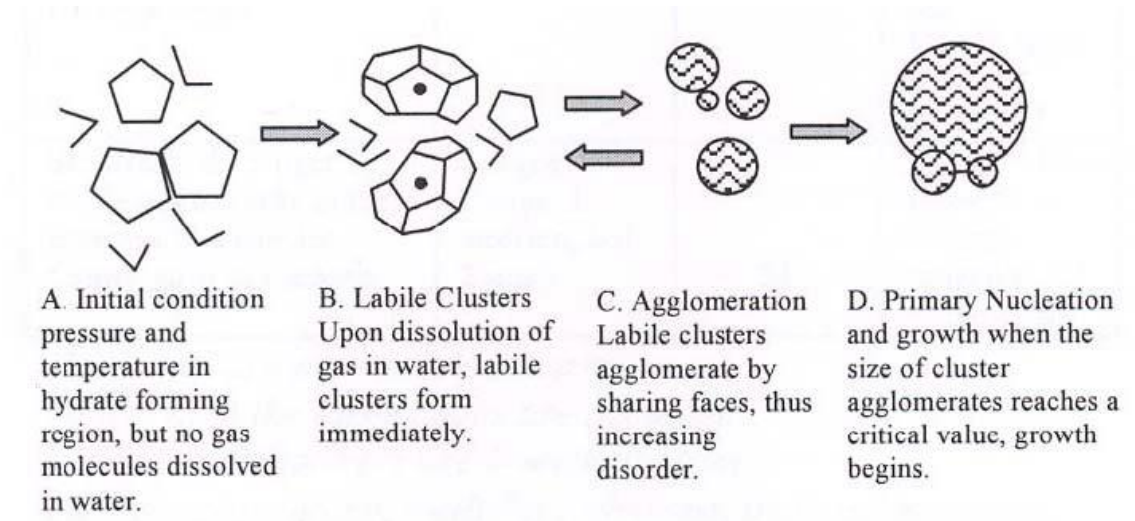 A. Initial condition
pressure and
temperature in
hydrate forming
region, but no gas
molecules dissolved
in water.
B. Labile Clusters
Upon dissolution of
gas in water, labile
clusters form
immediately.
C. Agglomeration
Labile clusters
agglomerate by
sharing faces, thus
increasing
disorder.
D. Primary Nucleation
and growth when the
size of cluster
agglomerates reaches a
critical value, growth
begins.